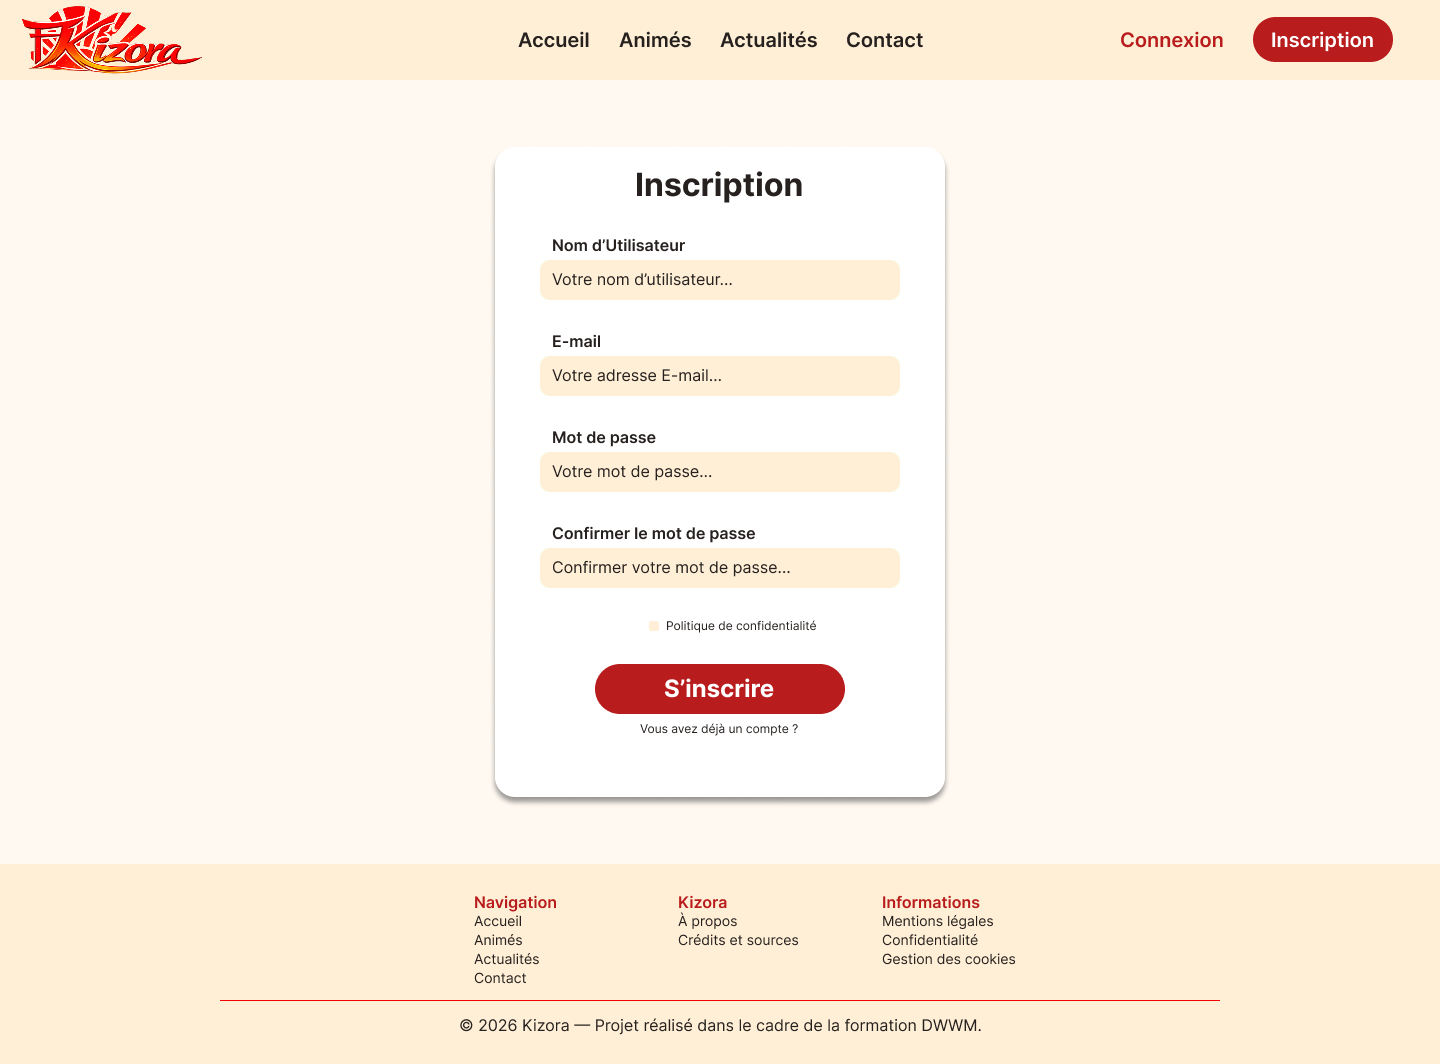 Kizora
Accueil Animés Actualités Contact Connexion Inscription
Inscription
Nom d’Utilisateur
Votre nom d’utilisateur...
E-mail
Votre adresse E-mail...
Mot de passe
Votre mot de passe...
Confirmer le mot de passe
Confirmer votre mot de passe...
Politique de confidentialité
S’inscrire
Vous avez déjà un compte ?
Navigation
Accueil
Animés
Actualités
Contact
Kizora
À propos
Crédits et sources
Informations
Mentions légales
Confidentialité
Gestion des cookies
© 2026 Kizora — Projet réalisé dans le cadre de la formation DWWM.